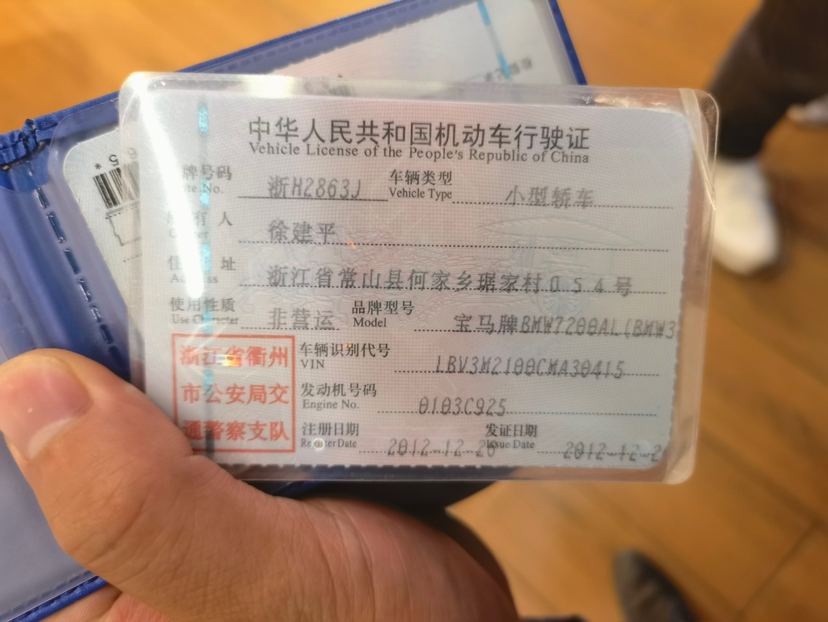 中华人民共和国机动车行驶证
Vehicle License of the People's Republic of China
牌号码 浙H2863J 车辆类型 小型轿车
No. Vehicle Type
有人 徐建平
住 址 浙江省常山县何家乡琚家村054号
Address
使用性质 非营运 品牌型号 宝马牌BMW7200AL(BMW3
Use Character Model
浙江省衢州 车辆识别代号 LBV3M2100CMA30415
VIN
市公安局交 发动机号码 0103C925
Engine No.
通警察支队 注册日期 2012-12-26 发证日期 2012-12-2
Register Date Issue Date